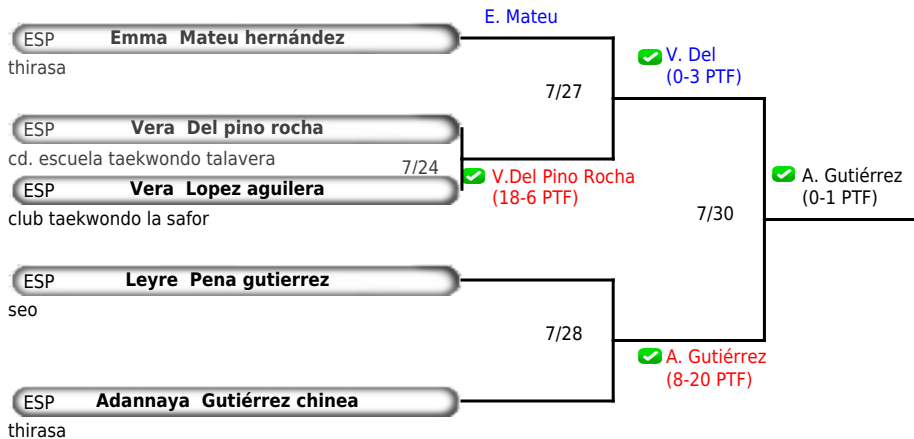 E. Mateu
ESP Emma Mateu hernández
thirasa
V. Del
(0-3 PTF)
7/27
ESP Vera Del pino rocha
cd. escuela taekwondo talavera
7/24
V.Del Pino Rocha
(18-6 PTF)
A. Gutiérrez
(0-1 PTF)
ESP Vera Lopez aguilera
club taekwondo la safor
7/30
ESP Leyre Pena gutierrez
seo
7/28
A. Gutiérrez
(8-20 PTF)
ESP Adannaya Gutiérrez chinea
thirasa